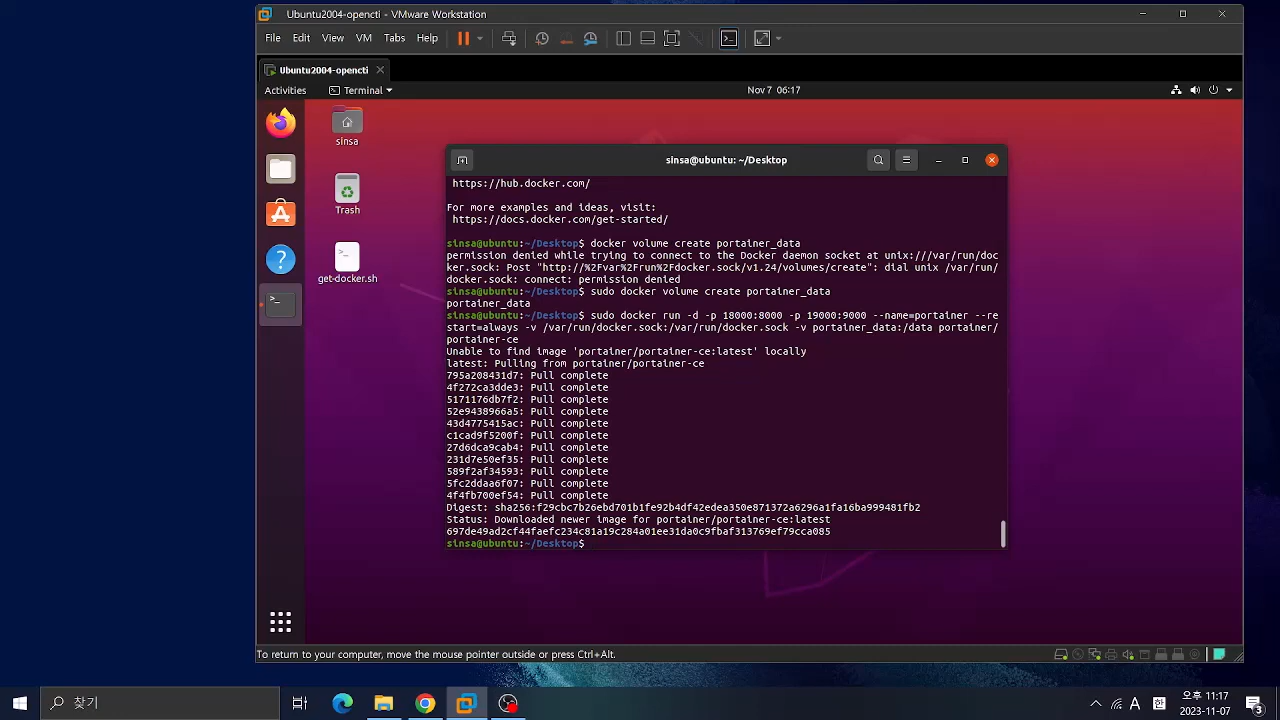 Ubuntu2004-opencti - VMware Workstation
File Edit View VM Tabs Help
Ubuntu2004-opencti
Activities Terminal Nov 7 06:17
sinsa
Trash
get-docker.sh
sinsa@ubuntu: ~/Desktop
https://hub.docker.com/
For more examples and ideas, visit:
https://docs.docker.com/get-started/
sinsa@ubuntu:~/Desktop$ docker volume create portainer_data
permission denied while trying to connect to the Docker daemon socket at unix:///var/run/doc
ker.sock: Post "http://%2Fvar%2Frun%2Fdocker.sock/v1.24/volumes/create": dial unix /var/run/
docker.sock: connect: permission denied
sinsa@ubuntu:~/Desktop$ sudo docker volume create portainer_data
portainer_data
sinsa@ubuntu:~/Desktop$ sudo docker run -d -p 18000:8000 -p 19000:9000 --name=portainer --re
start=always -v /var/run/docker.sock:/var/run/docker.sock -v portainer_data:/data portainer/
portainer-ce
Unable to find image 'portainer/portainer-ce:latest' locally
latest: Pulling from portainer/portainer-ce
795a208431d7: Pull complete
4f272ca3dde3: Pull complete
5171176db7f2: Pull complete
52e9438966a5: Pull complete
43d4775415ac: Pull complete
c1cad9f5200f: Pull complete
27d6dca9cab4: Pull complete
231d7e50ef35: Pull complete
589f2af34593: Pull complete
5fc2ddaa6f07: Pull complete
4f4fb700ef54: Pull complete
Digest: sha256:f29cbc7b26ebd701b1fe92b4df42edea350e871372a6296a1fa16ba999481fb2
Status: Downloaded newer image for portainer/portainer-ce:latest
697de49ad2cf44faefc234c81a19c284a01ee31da0c9fbaf313769ef79cca085
sinsa@ubuntu:~/Desktop$
To return to your computer, move the mouse pointer outside or press Ctrl+Alt.
찾기
A 한 오후 11:17
2023-11-07
3